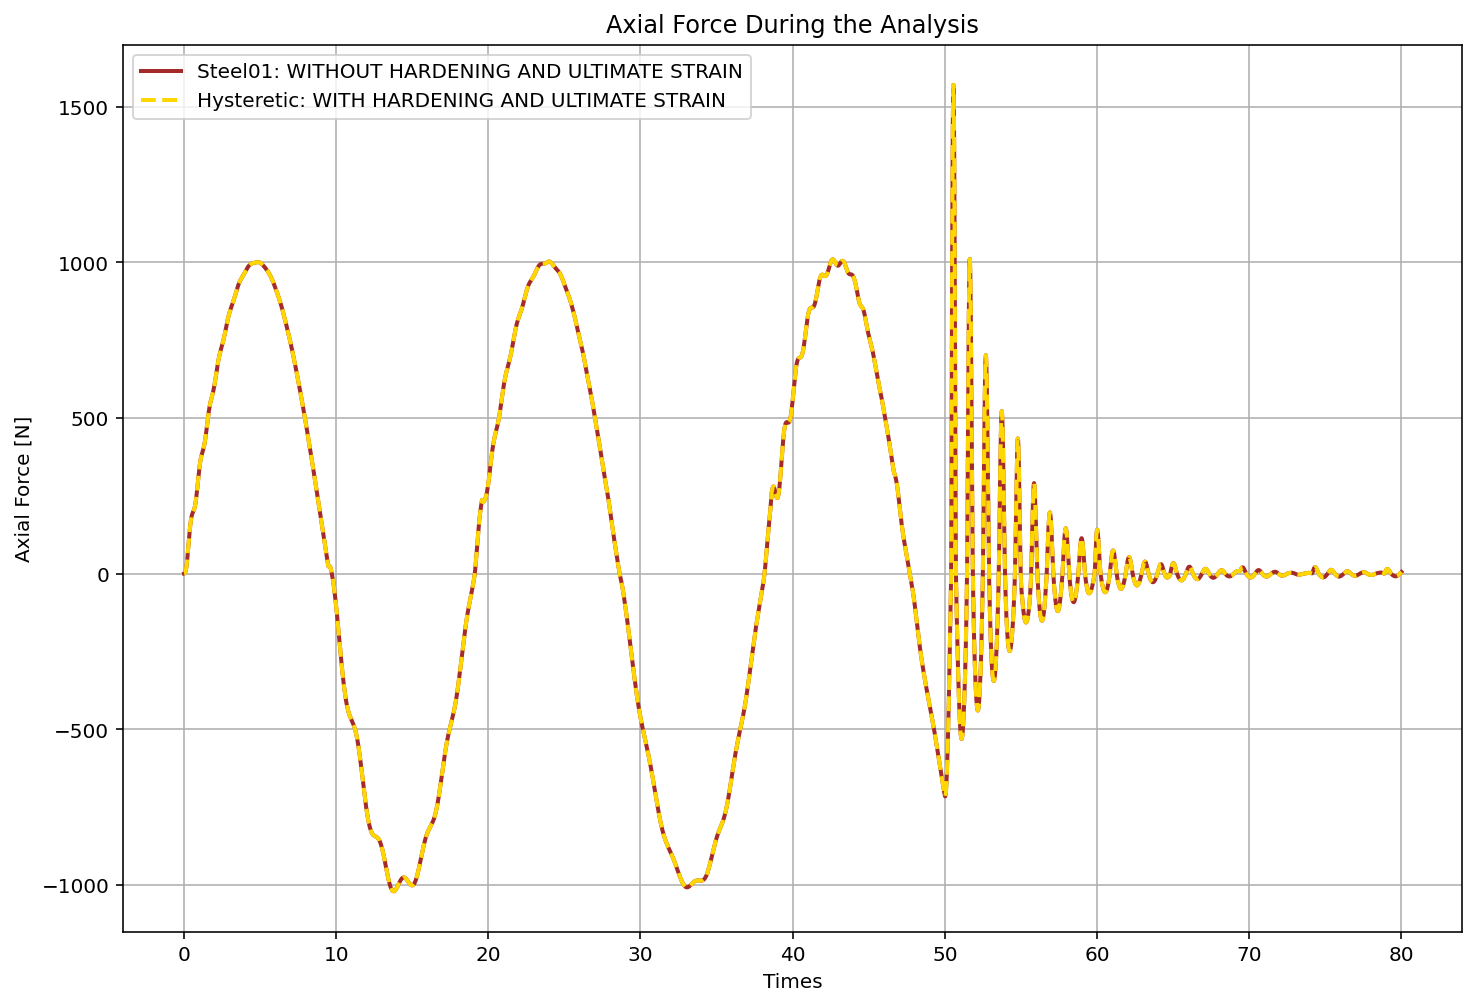 Axial Force During the Analysis
Steel01: WITHOUT HARDENING AND ULTIMATE STRAIN
Hysteretic: WITH HARDENING AND ULTIMATE STRAIN
Axial Force [N]
1500
1000
500
0
−500
−1000
0 10 20 30 40 50 60 70 80
Times